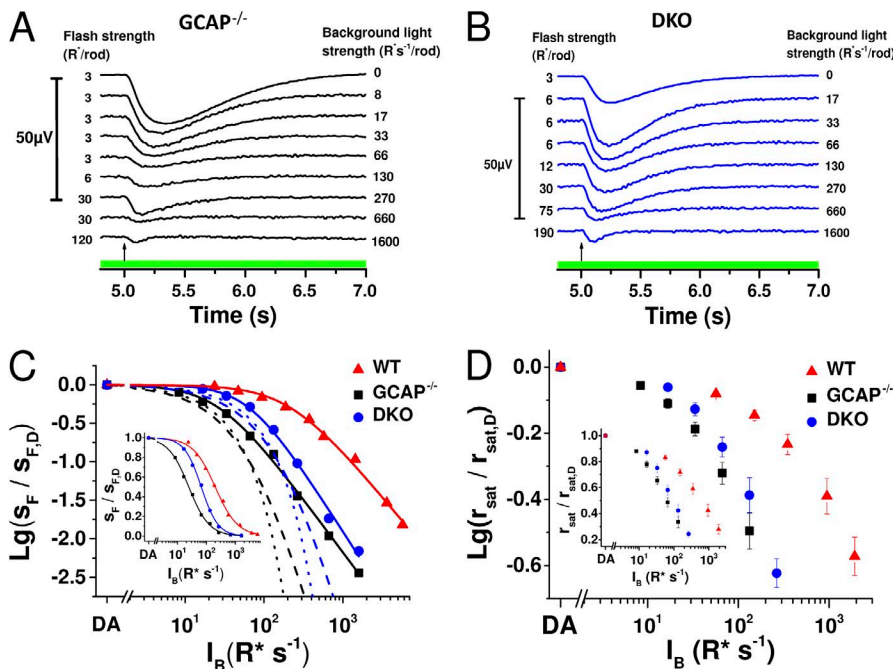 A
GCAP-/-
Flash strength
(R*/rod)
Background light
strength (R*s-1/rod)
3 0
3 8
3 17
3 33
3 66
6 130
30 270
30 660
120 1600
50µV
5.0 5.5 6.0 6.5 7.0
Time (s)
B
DKO
Flash strength
(R*/rod)
Background light
strength (R*s-1/rod)
3 0
6 17
6 33
6 66
12 130
30 270
75 660
190 1600
50µV
5.0 5.5 6.0 6.5 7.0
Time (s)
C
WT
GCAP-/-
DKO
Lg(sF / sF,D)
0.0
-0.5
-1.0
-1.5
-2.0
-2.5
DA 10¹ 10² 10³
IB(R* s-1)
sF / sF,D
1.0
0.8
0.6
0.4
0.2
0.0
DA 10¹ 10² 10³
IB(R* s-1)
D
WT
GCAP-/-
DKO
Lg(rsat / rsat,D)
0.0
-0.2
-0.4
-0.6
DA 10¹ 10² 10³
IB (R* s-1)
rsat / rsat,D
1.0
0.8
0.6
0.4
0.2
DA 10¹ 10² 10³
IB (R* s-1)